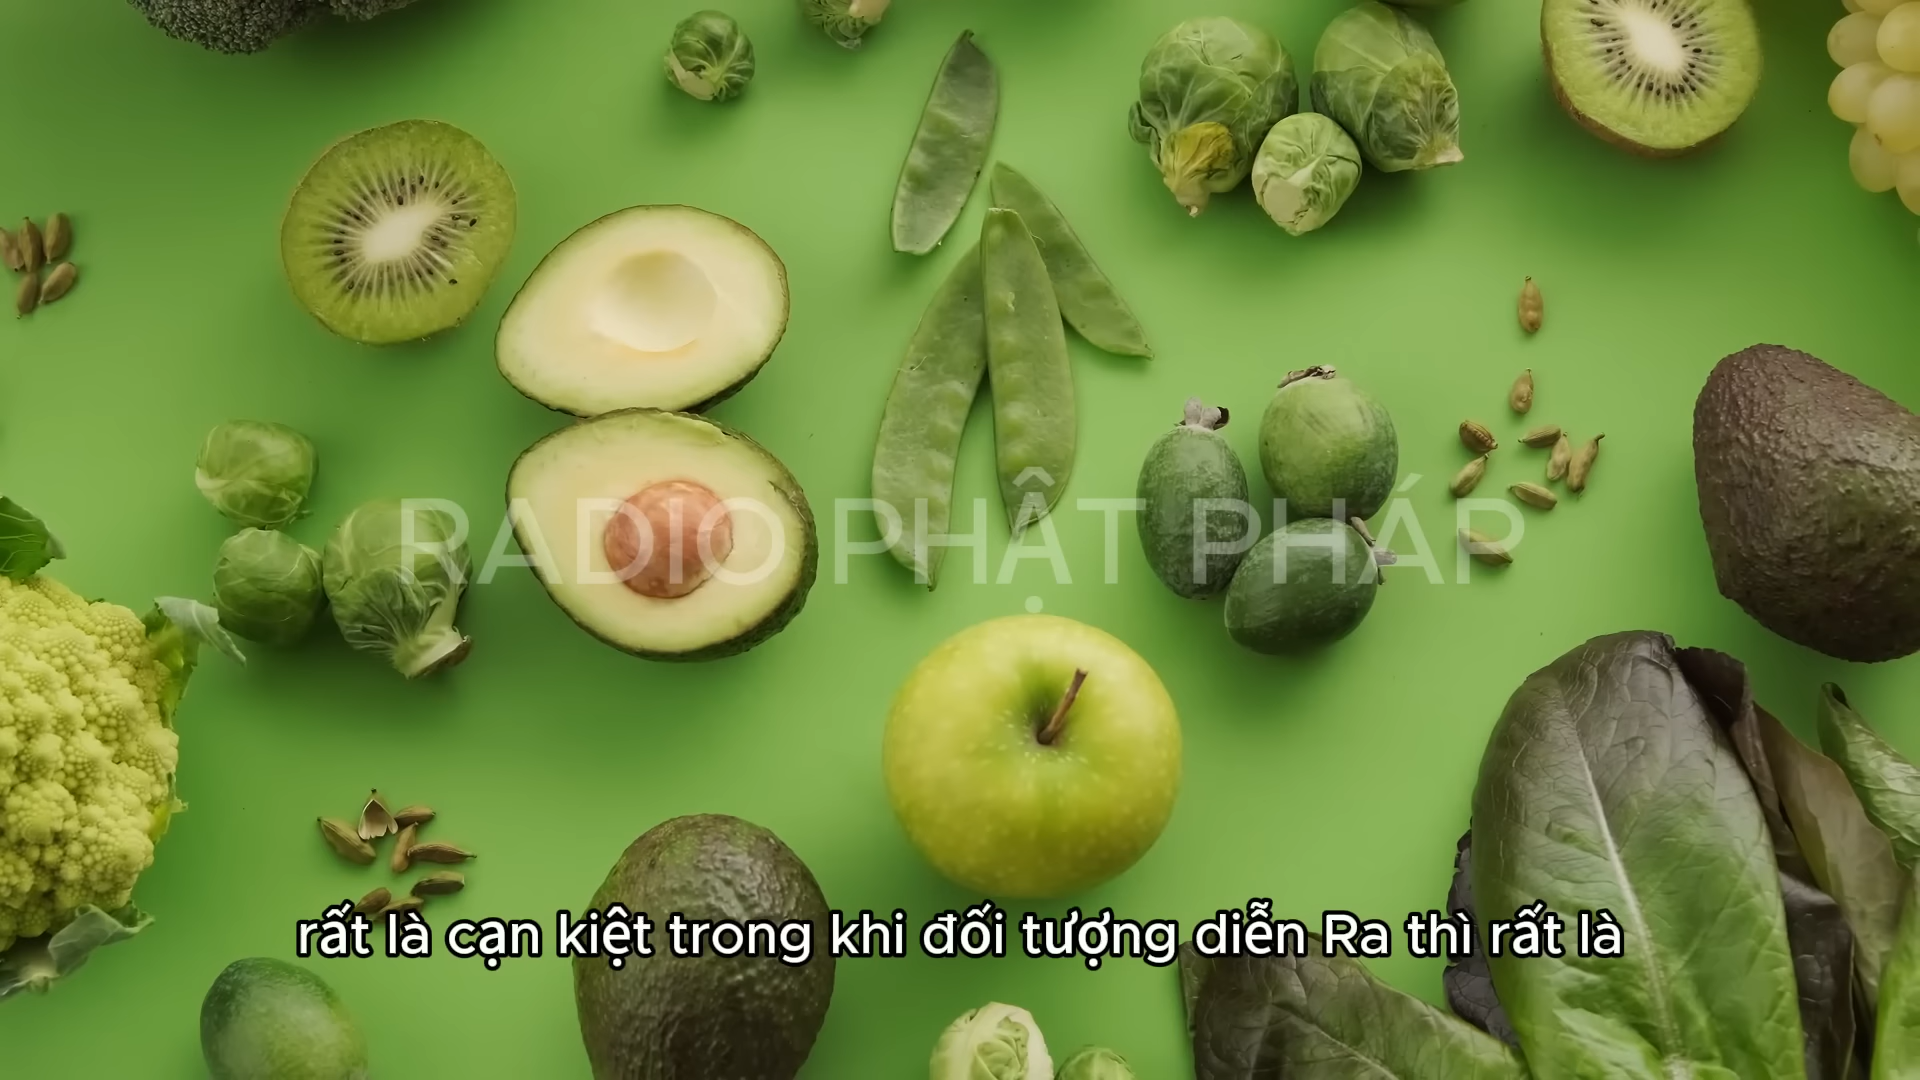 RADIO PHẬT PHÁP
rất là cạn kiệt trong khi đối tượng diễn Ra thì rất là